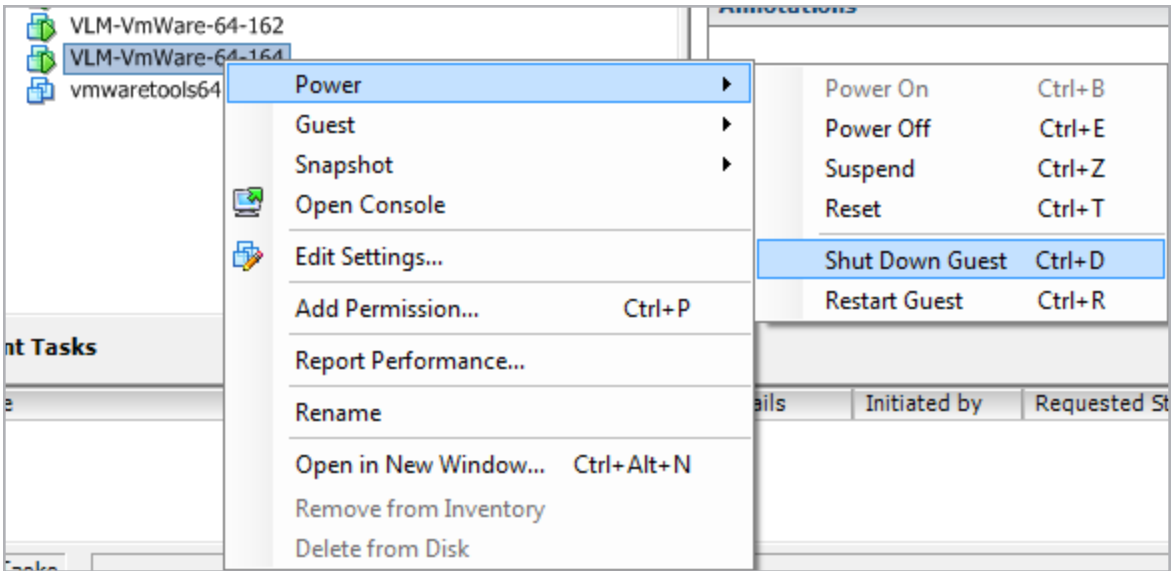 Annotations
VLM-VmWare-64-162
VLM-VmWare-64-164
vmwaretools64
Power
Guest
Snapshot
Open Console
Edit Settings...
Add Permission... Ctrl+P
Report Performance...
Rename
Open in New Window... Ctrl+Alt+N
Remove from Inventory
Delete from Disk
Power On Ctrl+B
Power Off Ctrl+E
Suspend Ctrl+Z
Reset Ctrl+T
Shut Down Guest Ctrl+D
Restart Guest Ctrl+R
nt Tasks
e ails Initiated by Requested St